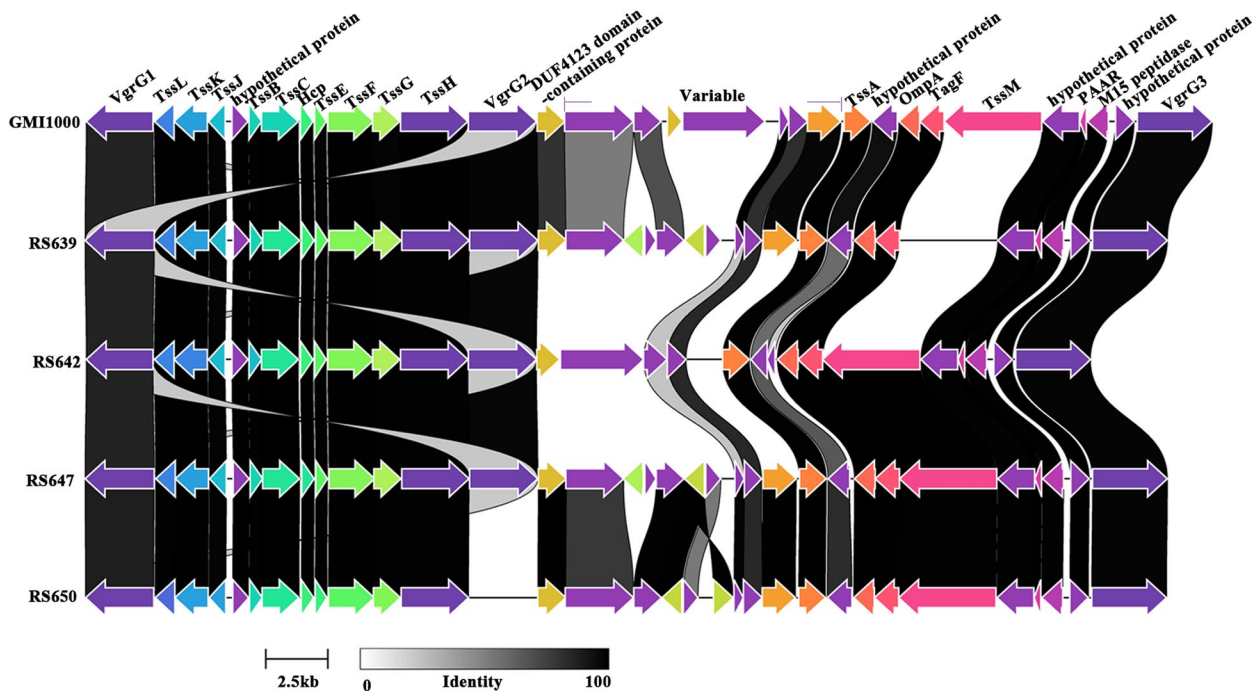 VgrG1
TssL
TssK
TssJ
hypothetical protein
TssB
TssC
Hcp
TssE
TssF
TssG
TssH
VgrG2
DUF4123 domain
-containing protein
Variable
TssA
hypothetical protein
OmpA
TagF
TssM
hypothetical protein
PAAR
M15 peptidase
hypothetical protein
VgrG3
GMI1000
RS639
RS642
RS647
RS650
2.5kb
0 Identity 100